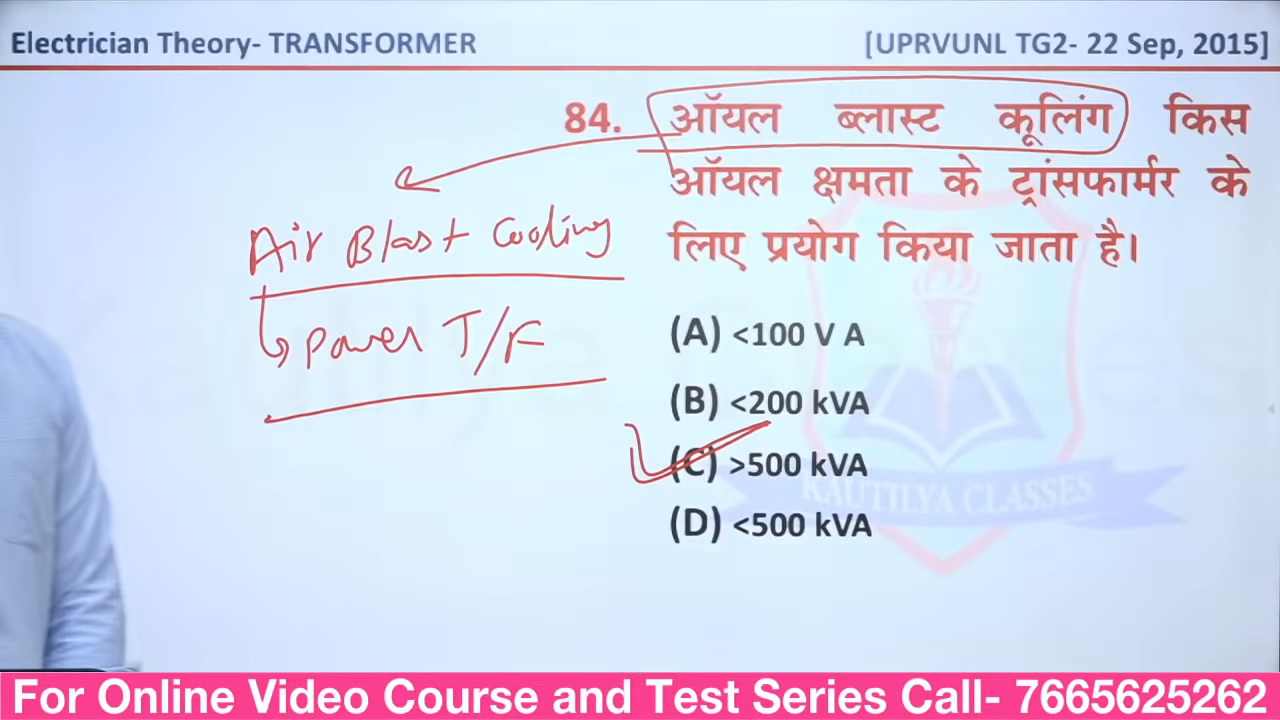 Electrician Theory- TRANSFORMER
[UPRVUNL TG2- 22 Sep, 2015]
84. ऑयल ब्लास्ट कूलिंग किस
ऑयल क्षमता के ट्रांसफार्मर के
लिए प्रयोग किया जाता है।
Air Blast Cooling
Power T/F
(A) <100 V A
(B) <200 kVA
(C) >500 kVA
(D) <500 kVA
KAUTILYA CLASSES
For Online Video Course and Test Series Call- 7665625262